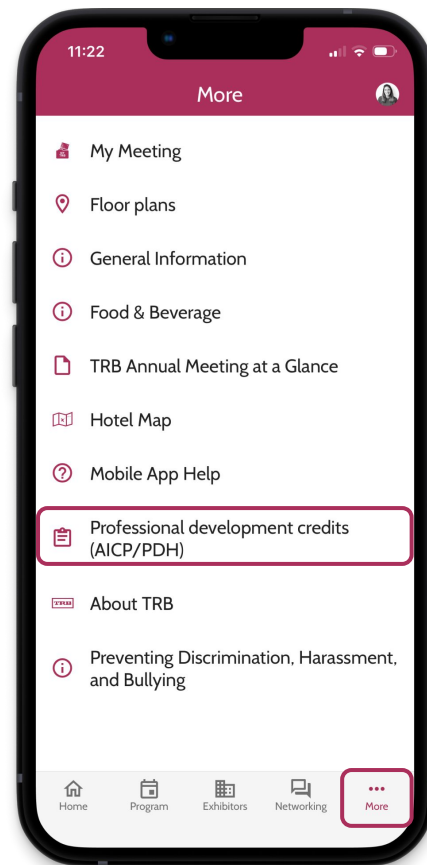 11:22
More
My Meeting
Floor plans
General Information
Food & Beverage
TRB Annual Meeting at a Glance
Hotel Map
Mobile App Help
Professional development credits
(AICP/PDH)
TRB About TRB
Preventing Discrimination, Harassment,
and Bullying
Home Program Exhibitors Networking More